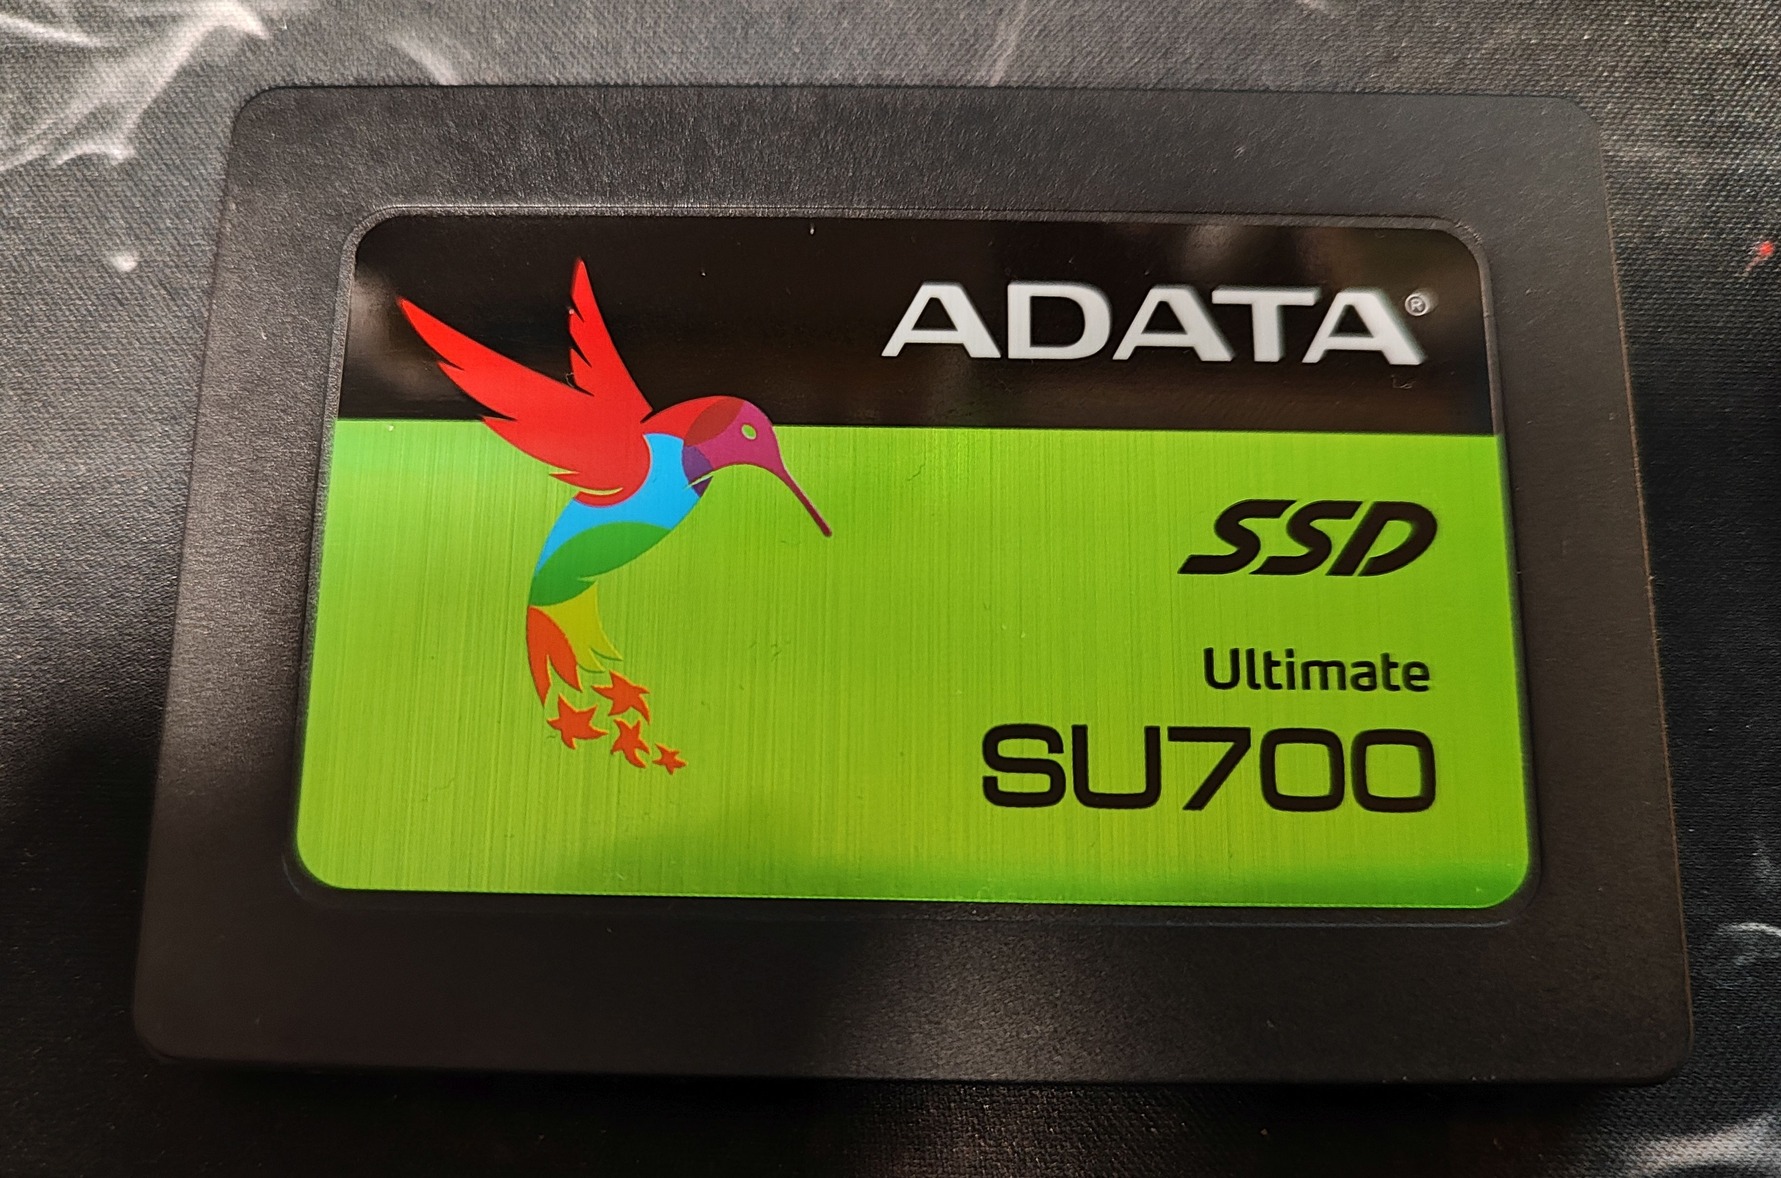 ADATA®
SSD
Ultimate
SU700